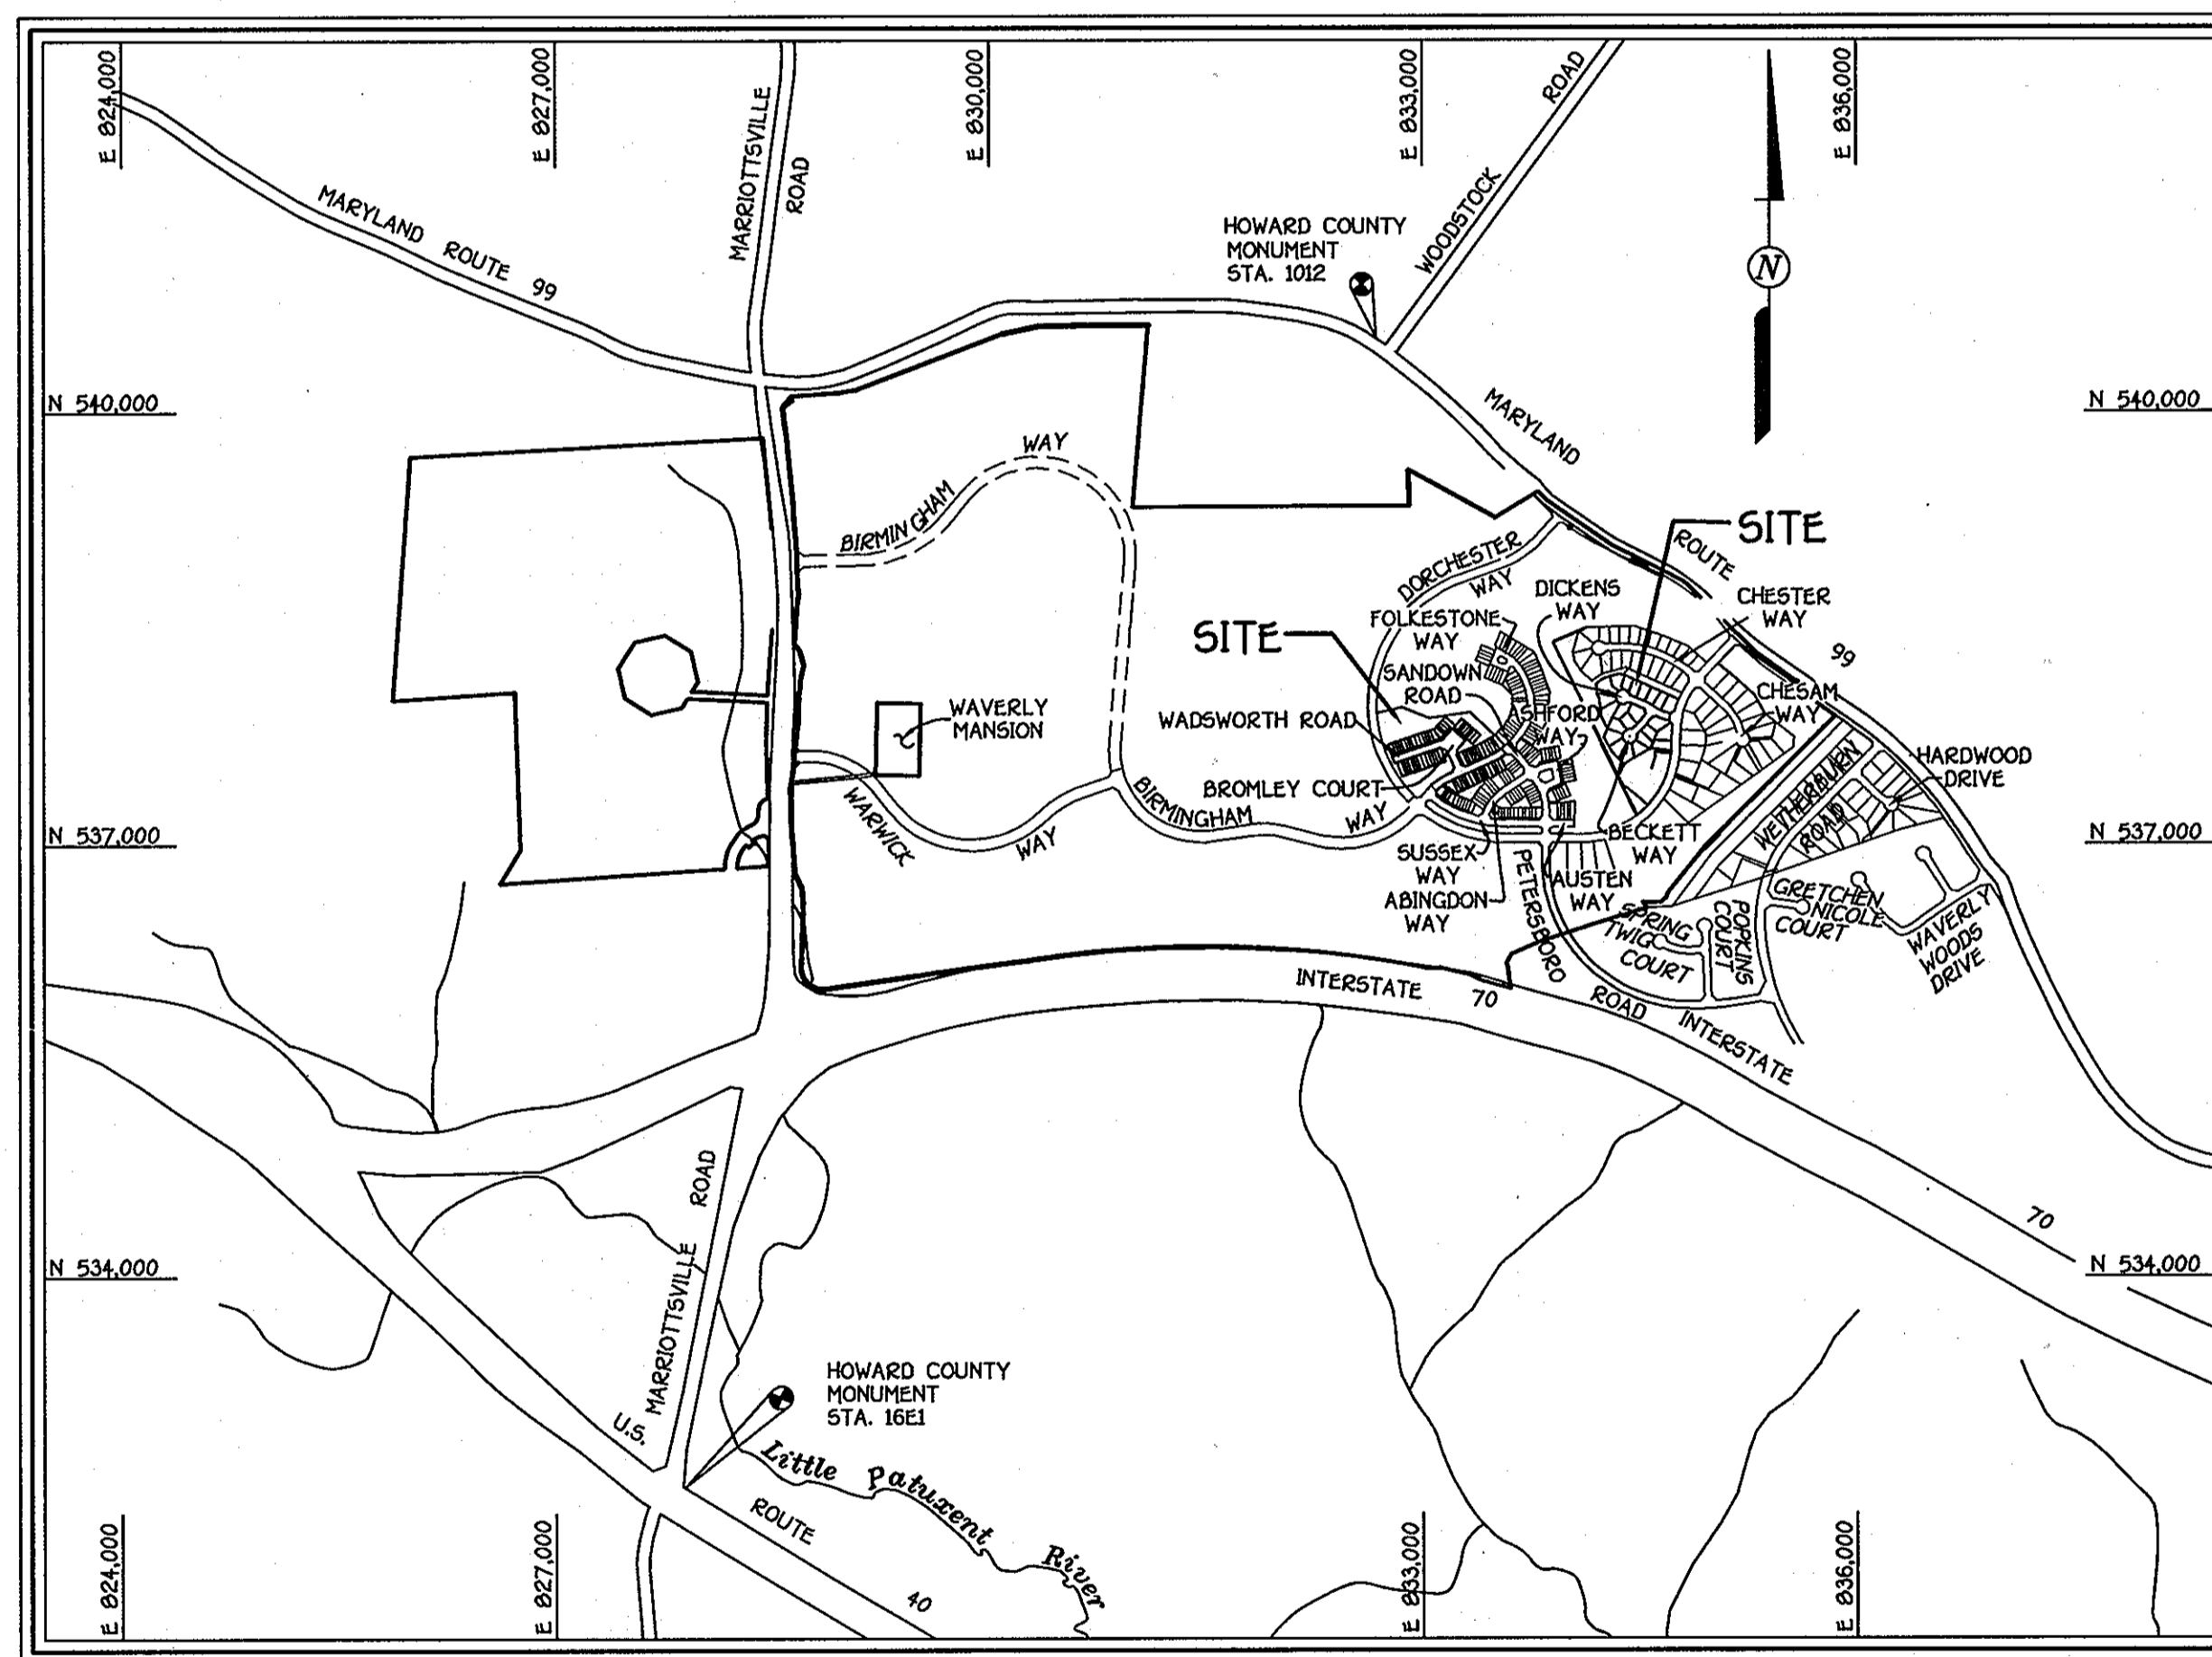 E 824,000
E 827,000
E 830,000
E 833,000
E 836,000
MARYLAND ROUTE 99
MARRIOTTSVILLE
ROAD
WOODSTOCK ROAD
HOWARD COUNTY
MONUMENT
STA. 1012
N
N 540,000
N 540,000
MARYLAND
ROUTE
99
BIRMINGHAM WAY
SITE
SITE
DORCHESTER
WAY
DICKENS
WAY
CHESTER
WAY
FOLKESTONE
WAY
SANDOWN
ROAD
ASHFORD
WAY
CHESAM
WAY
WADSWORTH ROAD
WAVERLY
MANSION
HARDWOOD
DRIVE
BROMLEY COURT
WETHERBURN
ROAD
WARWICK
WAY
BIRMINGHAM
WAY
N 537,000
N 537,000
BECKETT
WAY
SUSSEX
WAY
ABINGDON
WAY
AUSTEN
WAY
PETERSBORO
ROAD
GRETCHEN
NICOLE
COURT
SPRING
TWIG
COURT
POPKINS
COURT
WAVERLY
WOODS
DRIVE
INTERSTATE 70
INTERSTATE
70
N 534,000
N 534,000
MARRIOTTSVILLE ROAD
HOWARD COUNTY
MONUMENT
STA. 16E1
U.S.
ROUTE
40
Little Patuxent River
E 824,000
E 827,000
E 833,000
E 836,000